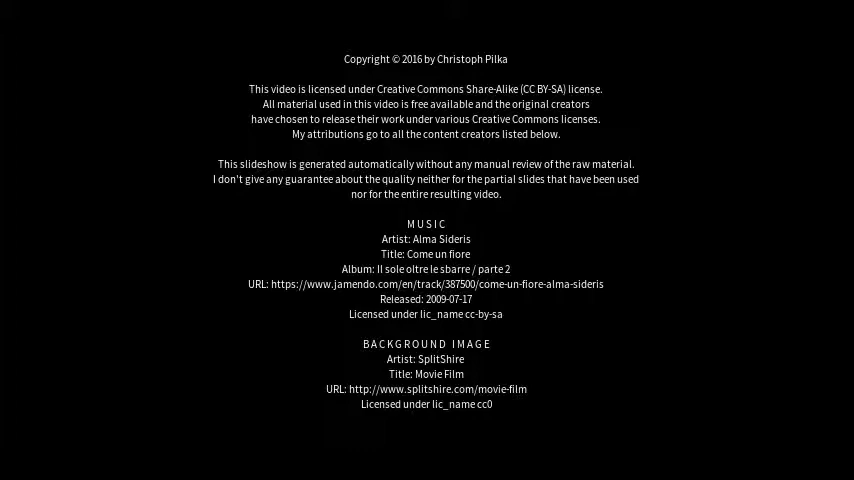 Copyright © 2016 by Christoph Pilka
This video is licensed under Creative Commons Share-Alike (CC BY-SA) license.
All material used in this video is free available and the original creators
have chosen to release their work under various Creative Commons licenses.
My attributions go to all the content creators listed below.
This slideshow is generated automatically without any manual review of the raw material.
I don't give any guarantee about the quality neither for the partial slides that have been used
nor for the entire resulting video.
MUSIC
Artist: Alma Sideris
Title: Come un fiore
Album: Il sole oltre le sbarre / parte 2
URL: https://www.jamendo.com/en/track/387500/come-un-fiore-alma-sideris
Released: 2009-07-17
Licensed under lic_name cc-by-sa
BACKGROUND IMAGE
Artist: SplitShire
Title: Movie Film
URL: http://www.splitshire.com/movie-film
Licensed under lic_name cc0